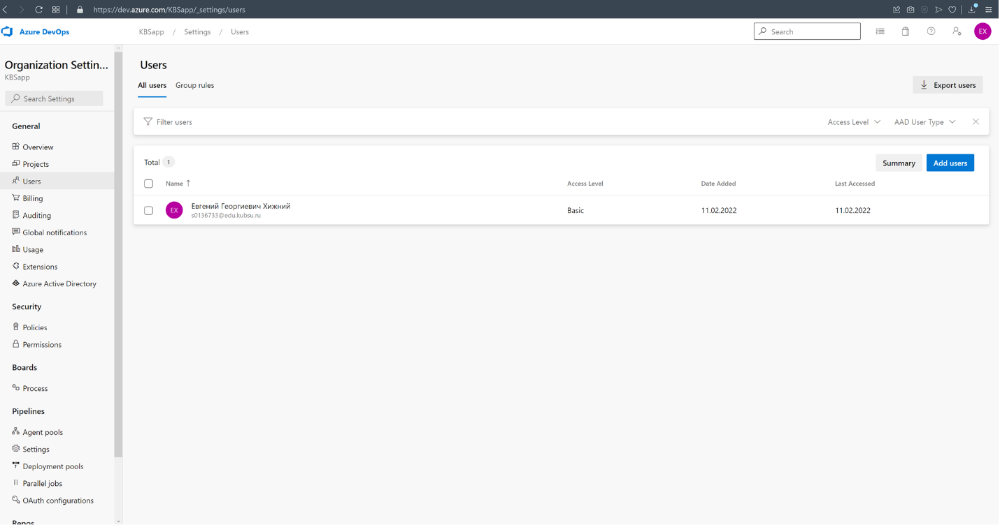 https://dev.azure.com/KBSapp/_settings/users
Azure DevOps
KBSapp / Settings / Users
Search
EX
Organization Settin...
KBSapp
Search Settings
General
Overview
Projects
Users
Billing
Auditing
Global notifications
Usage
Extensions
Azure Active Directory
Security
Policies
Permissions
Boards
Process
Pipelines
Agent pools
Settings
Deployment pools
Parallel jobs
OAuth configurations
Repos
Users
All users Group rules
Export users
Filter users
Access Level AAD User Type
Total 1
Summary Add users
Name ↑ Access Level Date Added Last Accessed
EX Евгений Георгиевич Хижний
s0136733@edu.kubsu.ru
Basic 11.02.2022 11.02.2022